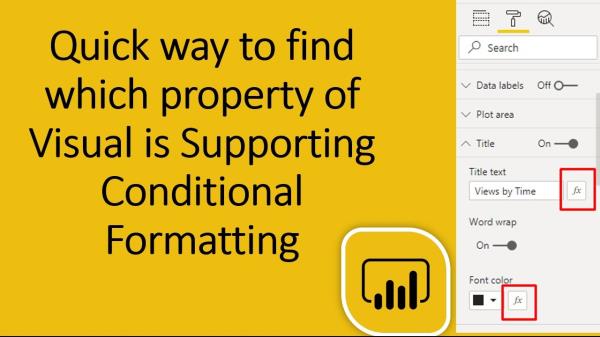 Quick way to find
which property of
Visual is Supporting
Conditional
Formatting
Search
Data labels Off
Plot area
Title On
Title text
Views by Time fx
Word wrap
On
Font color
fx